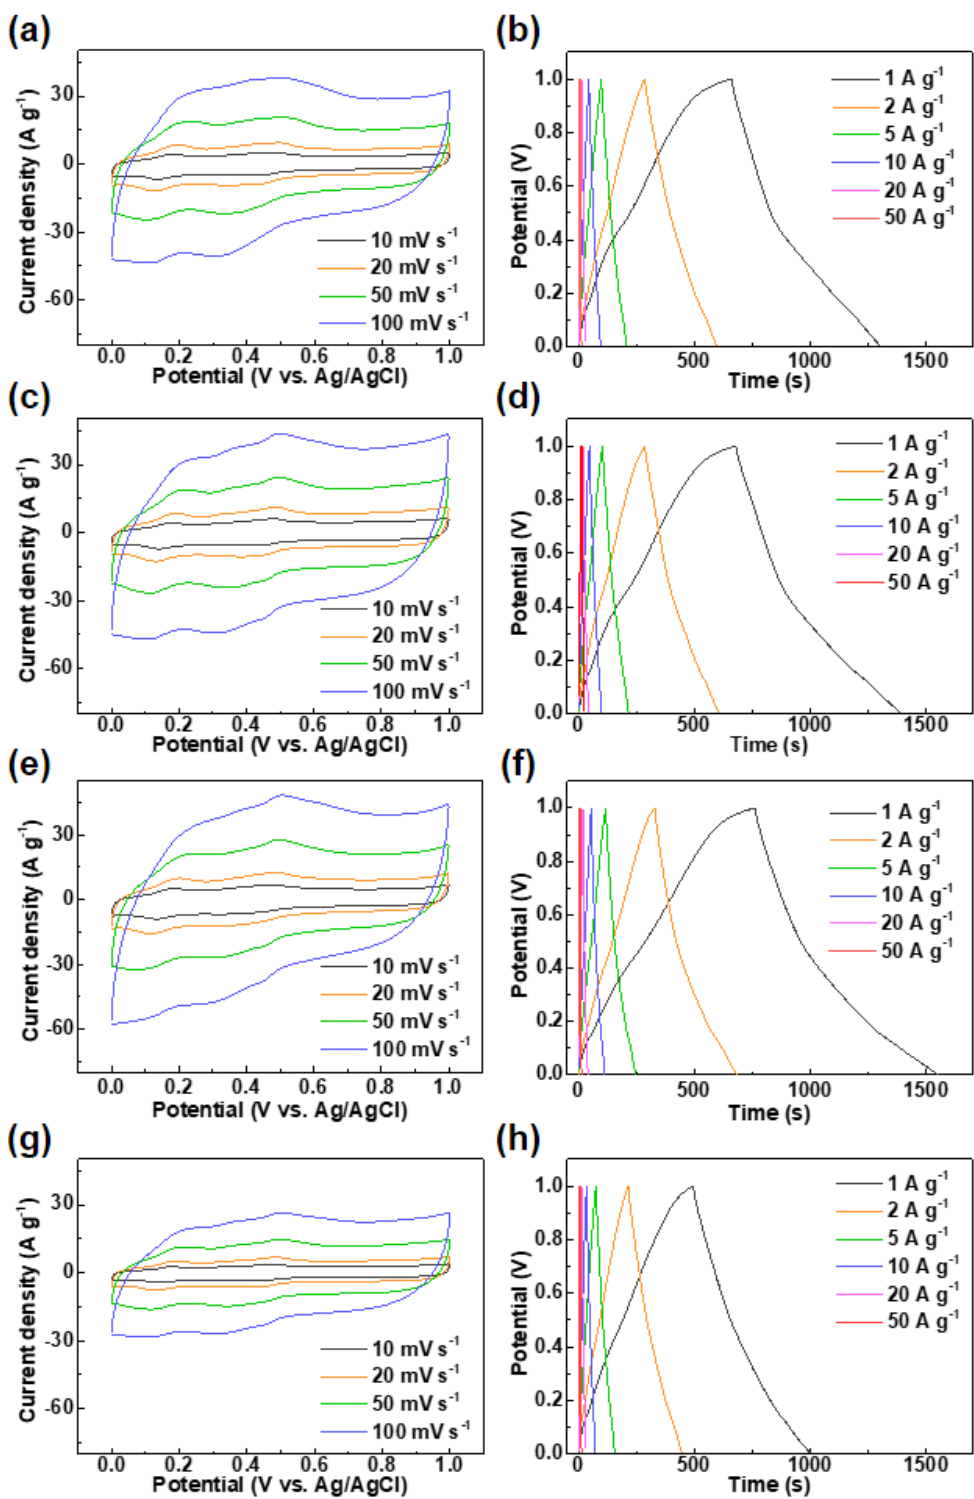 (a)
30
0
-30
-60
Current density (A g⁻¹)
10 mV s⁻¹
20 mV s⁻¹
50 mV s⁻¹
100 mV s⁻¹
0.0 0.2 0.4 0.6 0.8 1.0
Potential (V vs. Ag/AgCl)
(b)
1.0
0.8
0.6
0.4
0.2
0.0
Potential (V)
1 A g⁻¹
2 A g⁻¹
5 A g⁻¹
10 A g⁻¹
20 A g⁻¹
50 A g⁻¹
0 500 1000 1500
Time (s)
(c)
30
0
-30
-60
Current density (A g⁻¹)
10 mV s⁻¹
20 mV s⁻¹
50 mV s⁻¹
100 mV s⁻¹
0.0 0.2 0.4 0.6 0.8 1.0
Potential (V vs. Ag/AgCl)
(d)
1.0
0.8
0.6
0.4
0.2
0.0
Potential (V)
1 A g⁻¹
2 A g⁻¹
5 A g⁻¹
10 A g⁻¹
20 A g⁻¹
50 A g⁻¹
0 500 1000 1500
Time (s)
(e)
30
0
-30
-60
Current density (A g⁻¹)
10 mV s⁻¹
20 mV s⁻¹
50 mV s⁻¹
100 mV s⁻¹
0.0 0.2 0.4 0.6 0.8 1.0
Potential (V vs. Ag/AgCl)
(f)
1.0
0.8
0.6
0.4
0.2
0.0
Potential (V)
1 A g⁻¹
2 A g⁻¹
5 A g⁻¹
10 A g⁻¹
20 A g⁻¹
50 A g⁻¹
0 500 1000 1500
Time (s)
(g)
30
0
-30
-60
Current density (A g⁻¹)
10 mV s⁻¹
20 mV s⁻¹
50 mV s⁻¹
100 mV s⁻¹
0.0 0.2 0.4 0.6 0.8 1.0
Potential (V vs. Ag/AgCl)
(h)
1.0
0.8
0.6
0.4
0.2
0.0
Potential (V)
1 A g⁻¹
2 A g⁻¹
5 A g⁻¹
10 A g⁻¹
20 A g⁻¹
50 A g⁻¹
0 500 1000 1500
Time (s)